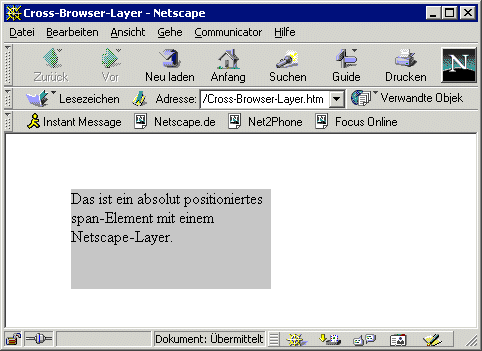 Cross-Browser-Layer - Netscape
Datei Bearbeiten Ansicht Gehe Communicator Hilfe
Zurück Vor Neu laden Anfang Suchen Guide Drucken N
Lesezeichen Adresse: /Cross-Browser-Layer.htm Verwandte Objek
Instant Message Netscape.de Net2Phone Focus Online
Das ist ein absolut positioniertes
span-Element mit einem
Netscape-Layer.
Dokument: Übermittelt